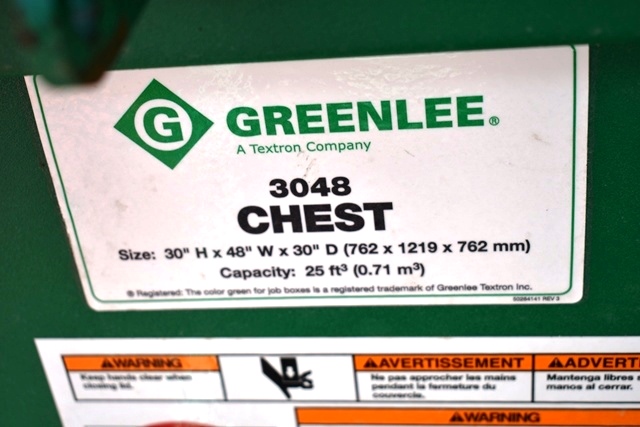 G GREENLEE®
A Textron Company
3048
CHEST
Size: 30" H x 48" W x 30" D (762 x 1219 x 762 mm)
Capacity: 25 ft³ (0.71 m³)
® Registered: The color green for job boxes is a registered trademark of Greenlee Textron Inc.
50284141 REV 3
WARNING
Keep hands clear when
closing lid.
AVERTISSEMENT
Ne pas approcher les mains
pendant la fermeture du
couvercle.
ADVERT
Mantenga libres
manos al cerrar.
WARNING